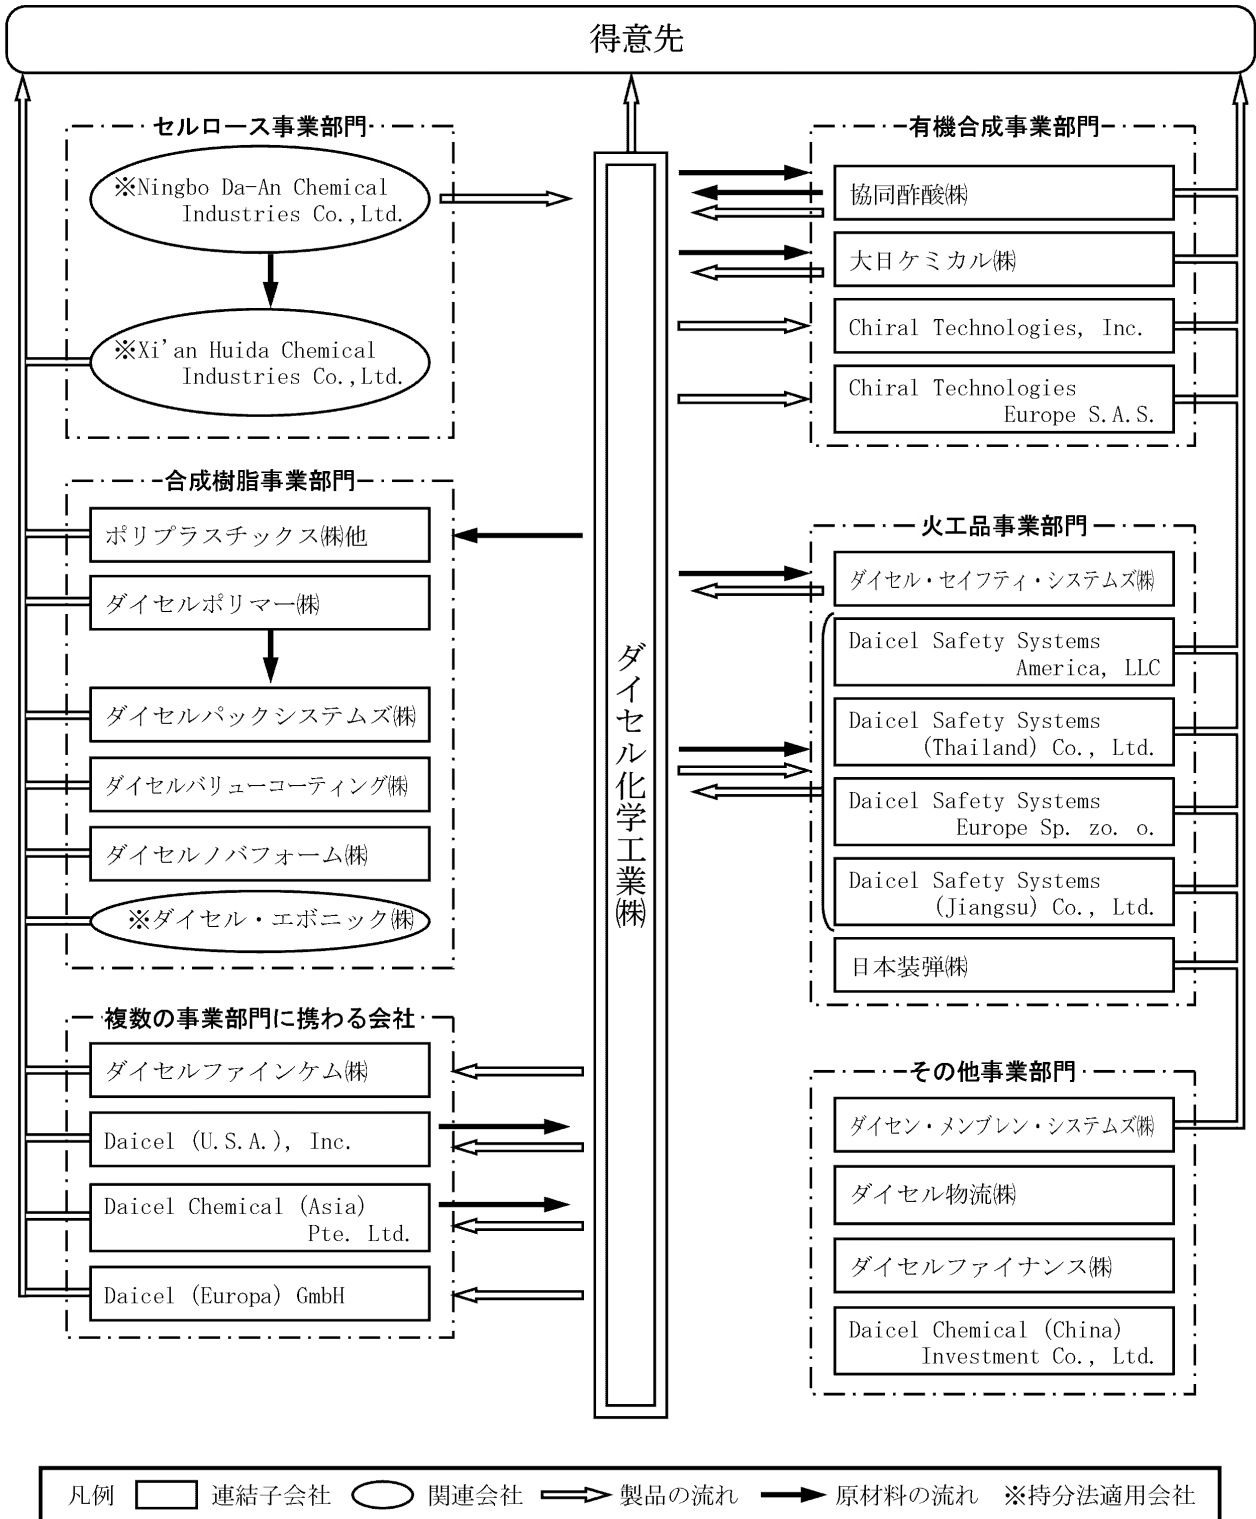 得意先
セルロース事業部門
※Ningbo Da-An Chemical
Industries Co.,Ltd.
※Xi'an Huida Chemical
Industries Co.,Ltd.
合成樹脂事業部門
ポリプラスチックス㈱他
ダイセルポリマー㈱
ダイセルパックシステムズ㈱
ダイセルバリューコーティング㈱
ダイセルノバフォーム㈱
※ダイセル・エボニック㈱
複数の事業部門に携わる会社
ダイセルファインケム㈱
Daicel (U.S.A.), Inc.
Daicel Chemical (Asia)
Pte. Ltd.
Daicel (Europa) GmbH
ダイセル化学工業㈱
有機合成事業部門
協同酢酸㈱
大日ケミカル㈱
Chiral Technologies, Inc.
Chiral Technologies
Europe S.A.S.
火工品事業部門
ダイセル・セイフティ・システムズ㈱
Daicel Safety Systems
America, LLC
Daicel Safety Systems
(Thailand) Co., Ltd.
Daicel Safety Systems
Europe Sp. zo. o.
Daicel Safety Systems
(Jiangsu) Co., Ltd.
日本装弾㈱
その他事業部門
ダイセン・メンブレン・システムズ㈱
ダイセル物流㈱
ダイセルファイナンス㈱
Daicel Chemical (China)
Investment Co., Ltd.
凡例 連結子会社 関連会社 製品の流れ 原材料の流れ ※持分法適用会社